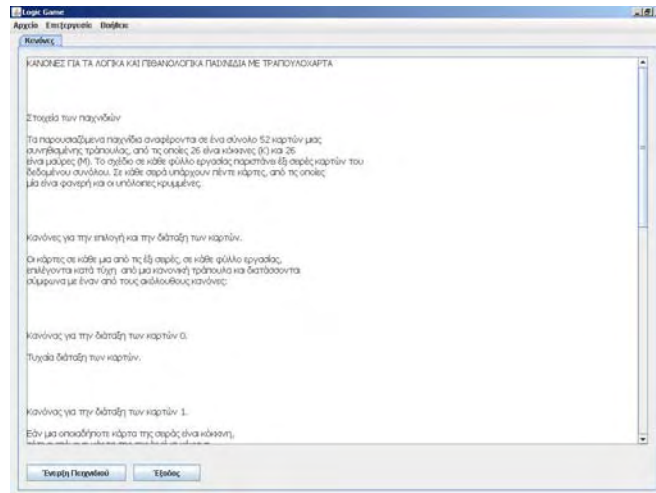 Logic Game
Αρχείο Επεξεργασία Βοήθεια
Κανόνες
ΚΑΝΟΝΕΣ ΓΙΑ ΤΑ ΛΟΓΙΚΑ ΚΑΙ ΠΙΘΑΝΟΛΟΓΙΚΑ ΠΑΙΧΝΙΔΙΑ ΜΕ ΤΡΑΠΟΥΛΟΧΑΡΤΑ
Στοιχεία των παιχνιδιών
Τα παρουσιαζόμενα παιχνίδια αναφέρονται σε ένα σύνολο 52 καρτών μιας
συνηθισμένης τράπουλας, από τις οποίες 26 είναι κόκκινες (Κ) και 26
είναι μαύρες (Μ). Το σχέδιο σε κάθε φύλλο εργασίας παριστάνει έξι σειρές καρτών του
δεδομένου συνόλου. Σε κάθε σειρά υπάρχουν πέντε κάρτες, από τις οποίες
μία είναι φανερή και οι υπόλοιπες κρυμμένες.
Κανόνες για την επιλογή και την διάταξη των καρτών.
Οι κάρτες σε κάθε μια από τις έξι σειρές, σε κάθε φύλλο εργασίας,
επιλέγονται κατά τύχη από μια κανονική τράπουλα και διατάσσονται
σύμφωνα με έναν από τους ακόλουθους κανόνες:
Κανόνας για την διάταξη των καρτών 0.
Τυχαία διάταξη των καρτών.
Κανόνας για την διάταξη των καρτών 1.
Εάν μια οποιαδήποτε κάρτα της σειράς είναι κόκκινη,
Έναρξη Παιχνιδιού Έξοδος